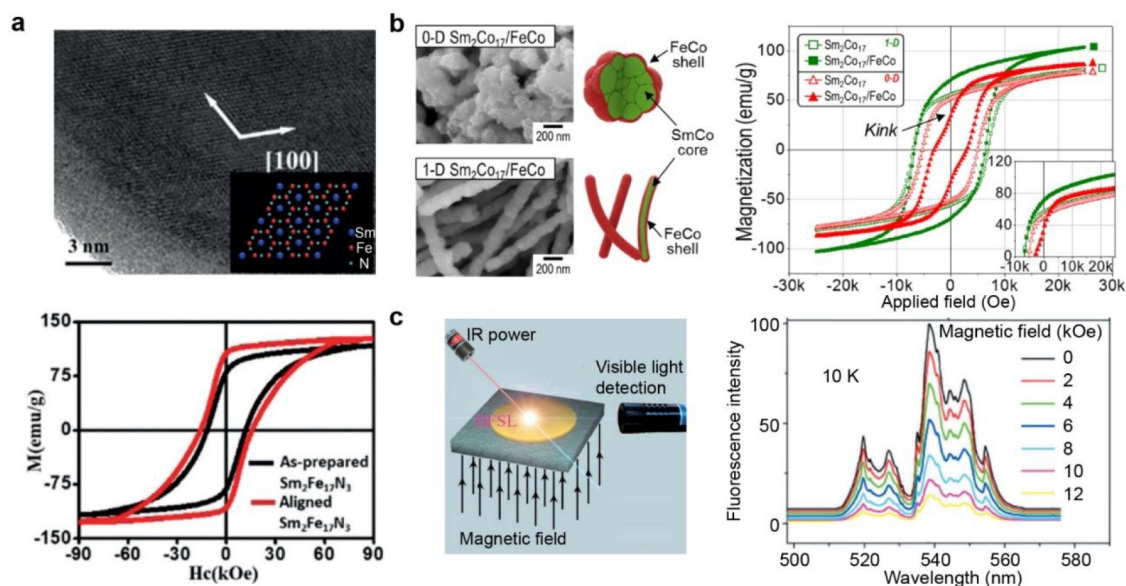 a
[100]
Sm
Fe
N
3 nm
150
75
0
-75
-150
M(emu/g)
As-prepared
Sm₂Fe₁₇N₃
Aligned
Sm₂Fe₁₇N₃
-90 -60 -30 0 30 60 90
Hc(kOe)
b
0-D Sm₂Co₁₇/FeCo
200 nm
1-D Sm₂Co₁₇/FeCo
200 nm
FeCo
shell
SmCo
core
FeCo
shell
100
50
0
-50
-100
Magnetization (emu/g)
Sm₂Co₁₇ 1-D
Sm₂Co₁₇/FeCo
Sm₂Co₁₇ 0-D
Sm₂Co₁₇/FeCo
Kink
120
80
40
0
-10k 0 10k 20k
-30k -20k -10k 0 10k 20k 30k
Applied field (Oe)
c
IR power
Visible light
detection
BFSL
Magnetic field
100
50
0
Fluorescence intensity
10 K
Magnetic field (kOe)
0
2
4
6
8
10
12
500 520 540 560 580
Wavelength (nm)